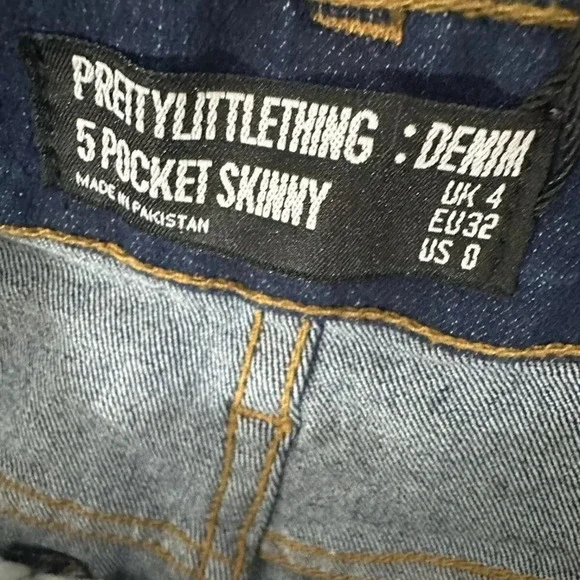 PRETTYLITTLETHING : DENIM
5 POCKET SKINNY
MADE IN PAKISTAN
UK 4
EU32
US 0